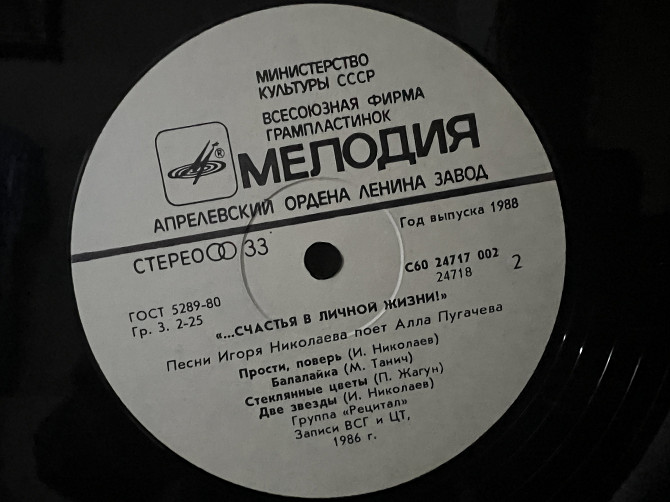 МИНИСТЕРСТВО
КУЛЬТУРЫ СССР
ВСЕСОЮЗНАЯ ФИРМА
ГРАМПЛАСТИНОК
®
МЕЛОДИЯ
АПРЕЛЕВСКИЙ ОРДЕНА ЛЕНИНА ЗАВОД
СТЕРЕО 33
Год выпуска 1988
ГОСТ 5289-80
Гр. 3. 2-25
С60 24717 002
24718
2
«...СЧАСТЬЯ В ЛИЧНОЙ ЖИЗНИ!»
Песни Игоря Николаева поет Алла Пугачева
Прости, поверь (И. Николаев)
Балалайка (М. Танич)
Стеклянные цветы (П. Жагун)
Две звезды (И. Николаев)
Группа «Рецитал»
Записи ВСГ и ЦТ,
1986 г.